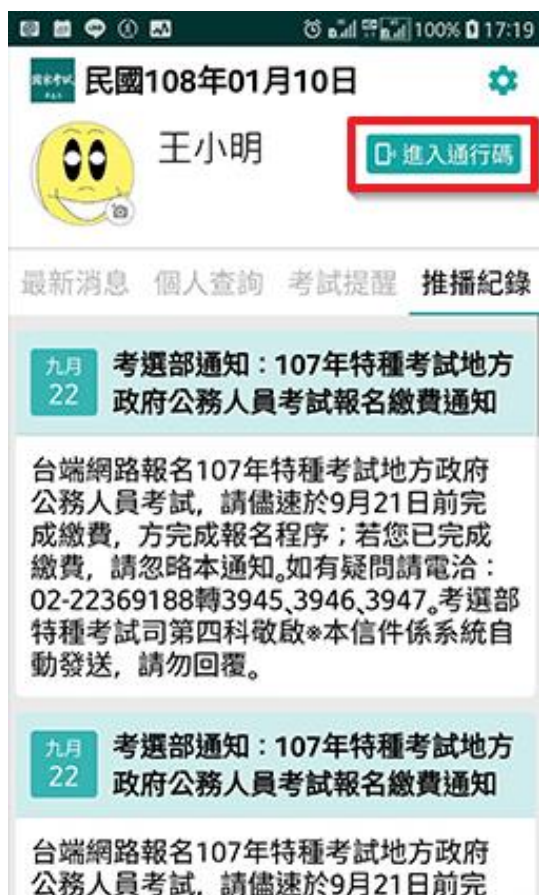 100% 17:19
國家考試
民國108年01月10日
王小明
進入通行碼
最新消息 個人查詢 考試提醒 推播紀錄
九月
22
考選部通知：107年特種考試地方
政府公務人員考試報名繳費通知
台端網路報名107年特種考試地方政府
公務人員考試，請儘速於9月21日前完
成繳費，方完成報名程序；若您已完成
繳費，請忽略本通知。如有疑問請電洽：
02-22369188轉3945、3946、3947。考選部
特種考試司第四科敬啟※本信件係系統自
動發送，請勿回覆。
九月
22
考選部通知：107年特種考試地方
政府公務人員考試報名繳費通知
台端網路報名107年特種考試地方政府
公務人員考試，請儘速於9月21日前完